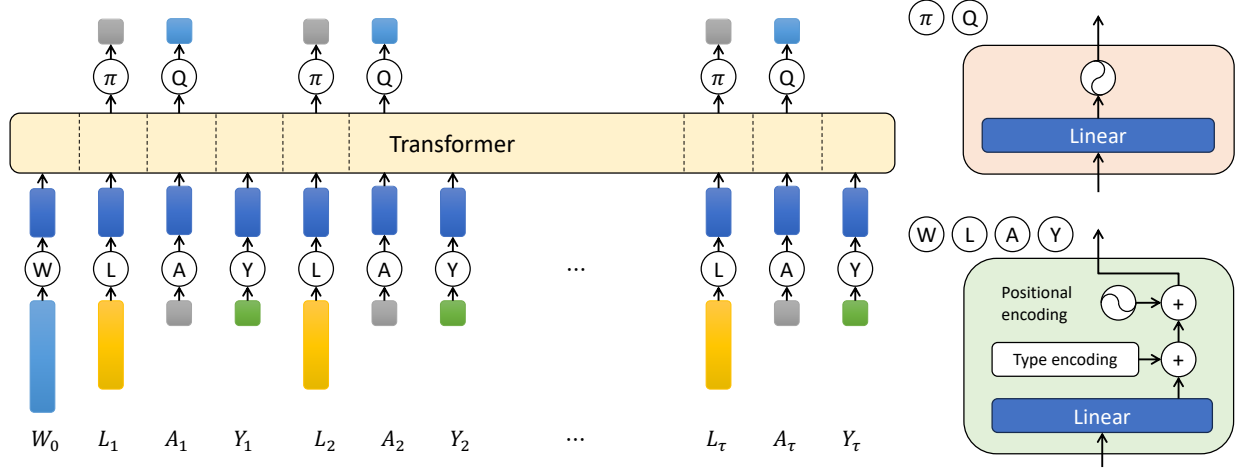 π Q π Q π Q
Transformer
W L A Y L A Y ... L A Y
W₀ L₁ A₁ Y₁ L₂ A₂ Y₂ ... L_τ A_τ Y_τ
π Q
Linear
W L A Y
Positional
encoding
+
Type encoding
+
Linear